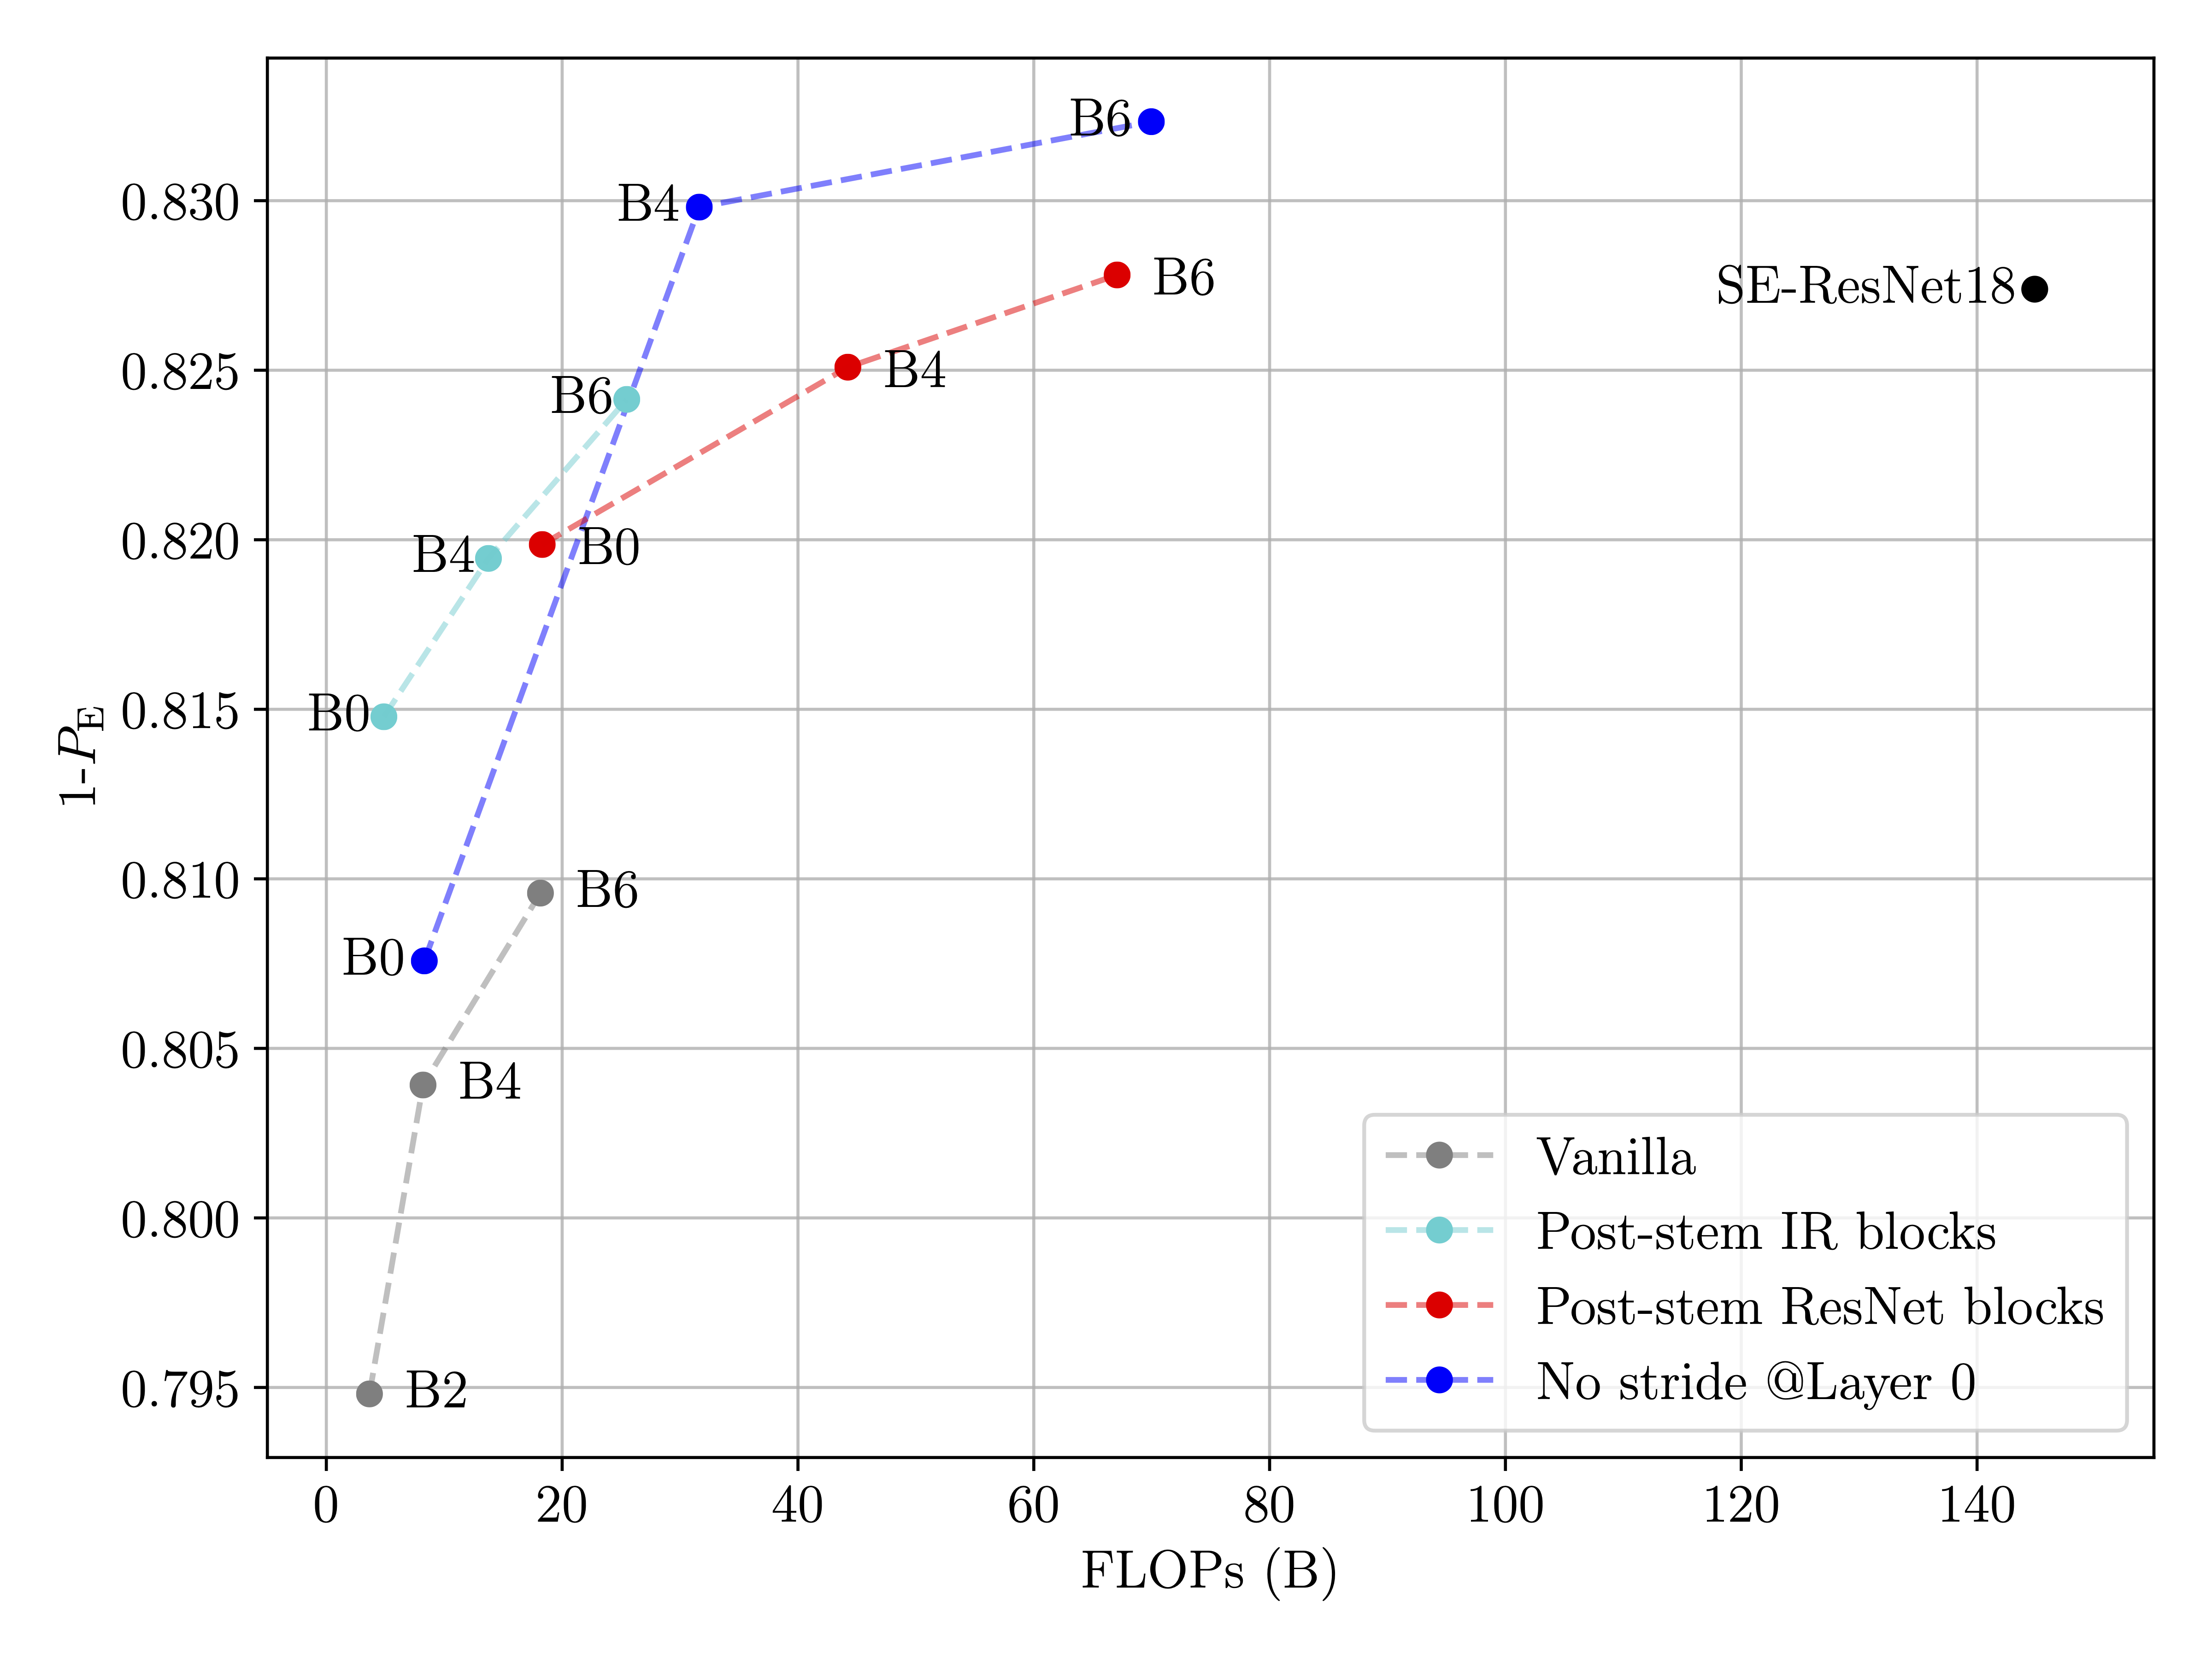 B6
0.830
B4
B6
SE-ResNet18
0.825
B6
B4
0.820
B4
B0
0.815
B0
1-P_E
0.810
B6
B0
0.805
B4
Vanilla
0.800
Post-stem IR blocks
Post-stem ResNet blocks
0.795
B2
No stride @Layer 0
0 20 40 60 80 100 120 140
FLOPs (B)